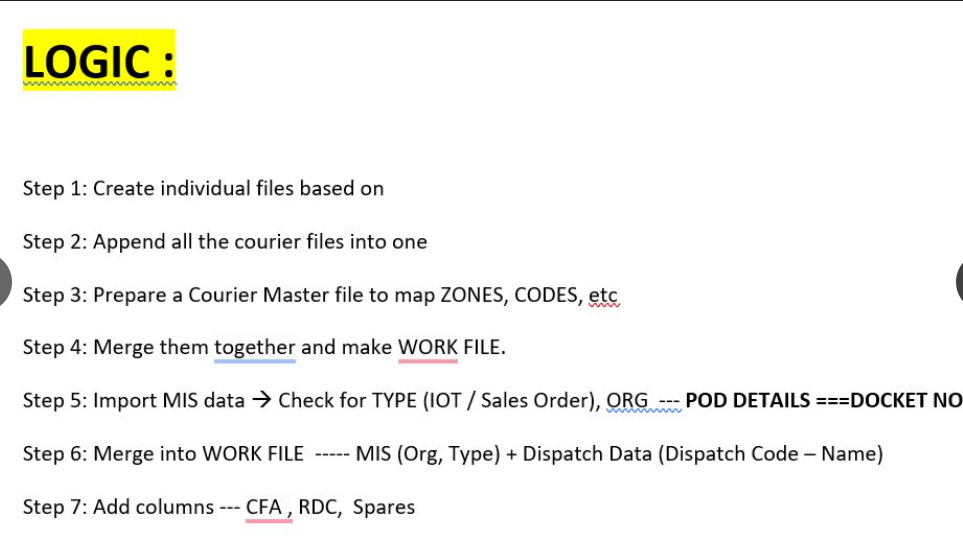 LOGIC :
Step 1: Create individual files based on
Step 2: Append all the courier files into one
Step 3: Prepare a Courier Master file to map ZONES, CODES, etc
Step 4: Merge them together and make WORK FILE.
Step 5: Import MIS data → Check for TYPE (IOT / Sales Order), ORG --- POD DETAILS ===DOCKET NO
Step 6: Merge into WORK FILE ----- MIS (Org, Type) + Dispatch Data (Dispatch Code – Name)
Step 7: Add columns --- CFA , RDC, Spares